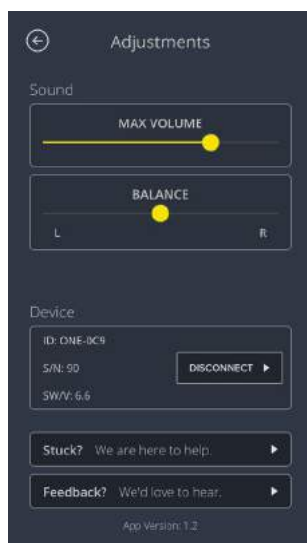 Adjustments
Sound
MAX VOLUME
BALANCE
L R
Device
ID: ONE-0C9
S/N: 90
DISCONNECT
SW/V: 6.6
Stuck? We are here to help.
Feedback? We'd love to hear.
App Version: 1.2